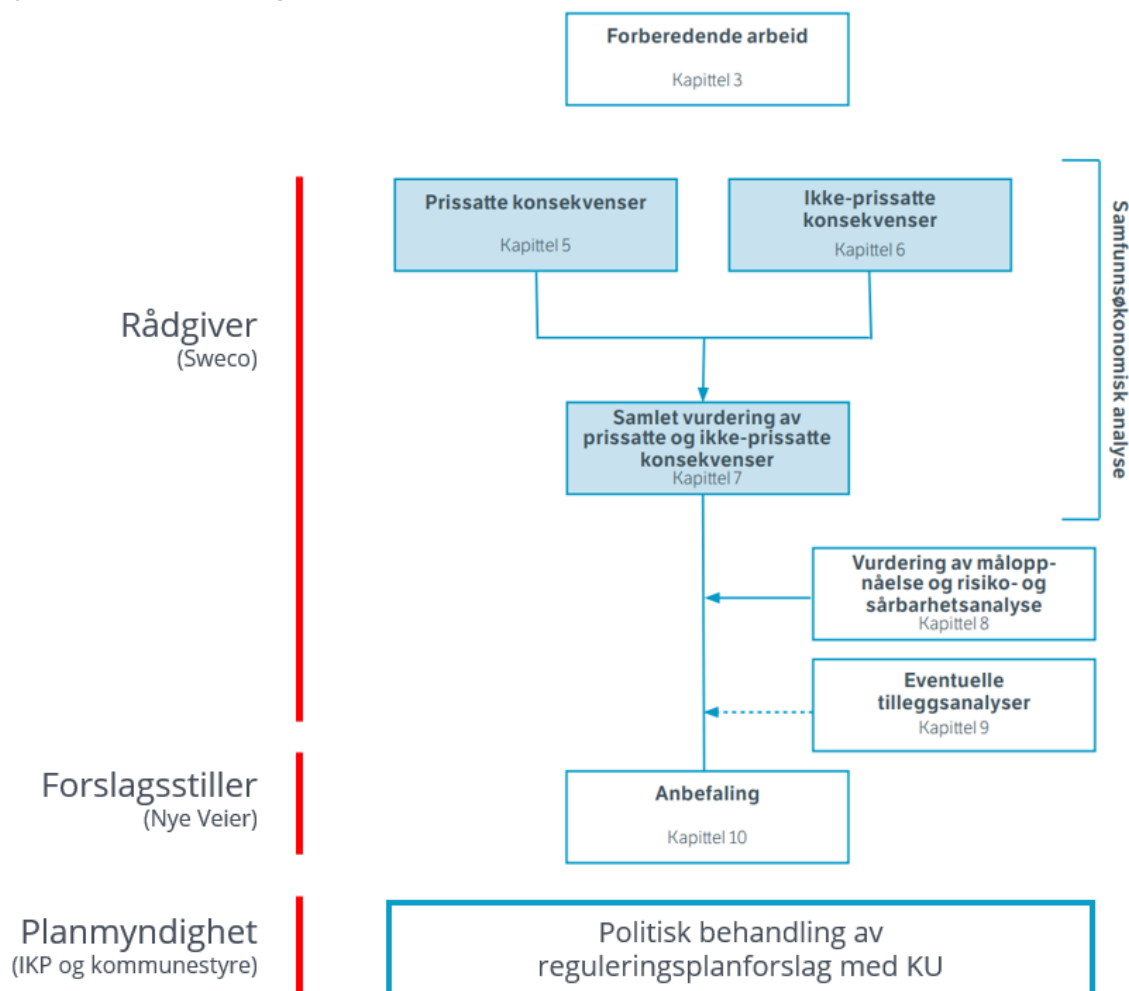 Forberedende arbeid
Kapittel 3
Prissatte konsekvenser
Kapittel 5
Ikke-prissatte
konsekvenser
Kapittel 6
Samfunnsøkonomisk analyse
Rådgiver
(Sweco)
Samlet vurdering av
prissatte og ikke-prissatte
konsekvenser
Kapittel 7
Vurdering av målopp-
nåelse og risiko- og
sårbarhetsanalyse
Kapittel 8
Eventuelle
tilleggsanalyser
Kapittel 9
Forslagsstiller
(Nye Veier)
Anbefaling
Kapittel 10
Planmyndighet
(IKP og kommunestyre)
Politisk behandling av
reguleringsplanforslag med KU